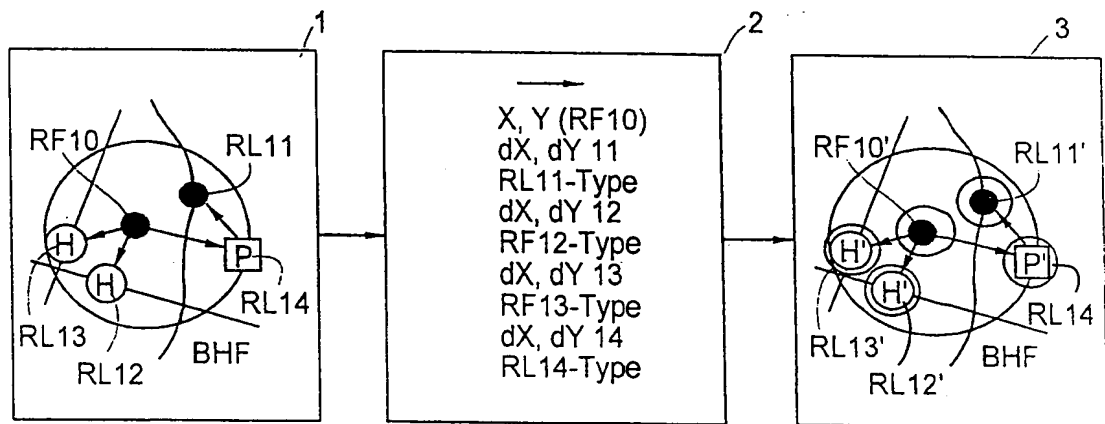 1
RF10
RL11
H
P
H
RL13
RL12
BHF
RL14
2
X, Y (RF10)
dX, dY 11
RL11-Type
dX, dY 12
RF12-Type
dX, dY 13
RF13-Type
dX, dY 14
RL14-Type
3
RF10'
RL11'
H'
P'
H'
RL13'
RL12'
BHF
RL14